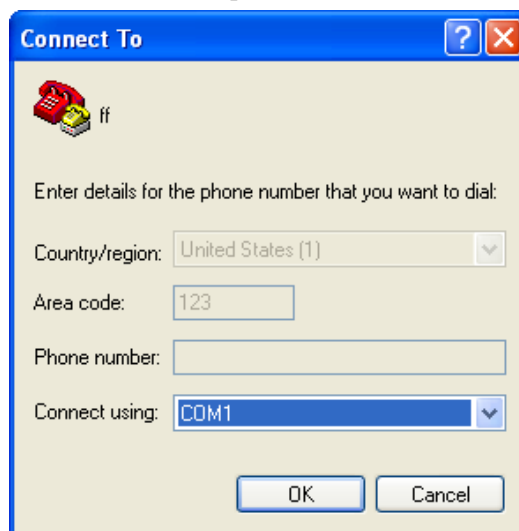 Connect To
ff
Enter details for the phone number that you want to dial:
Country/region: United States (1)
Area code: 123
Phone number:
Connect using: COM1
OK Cancel